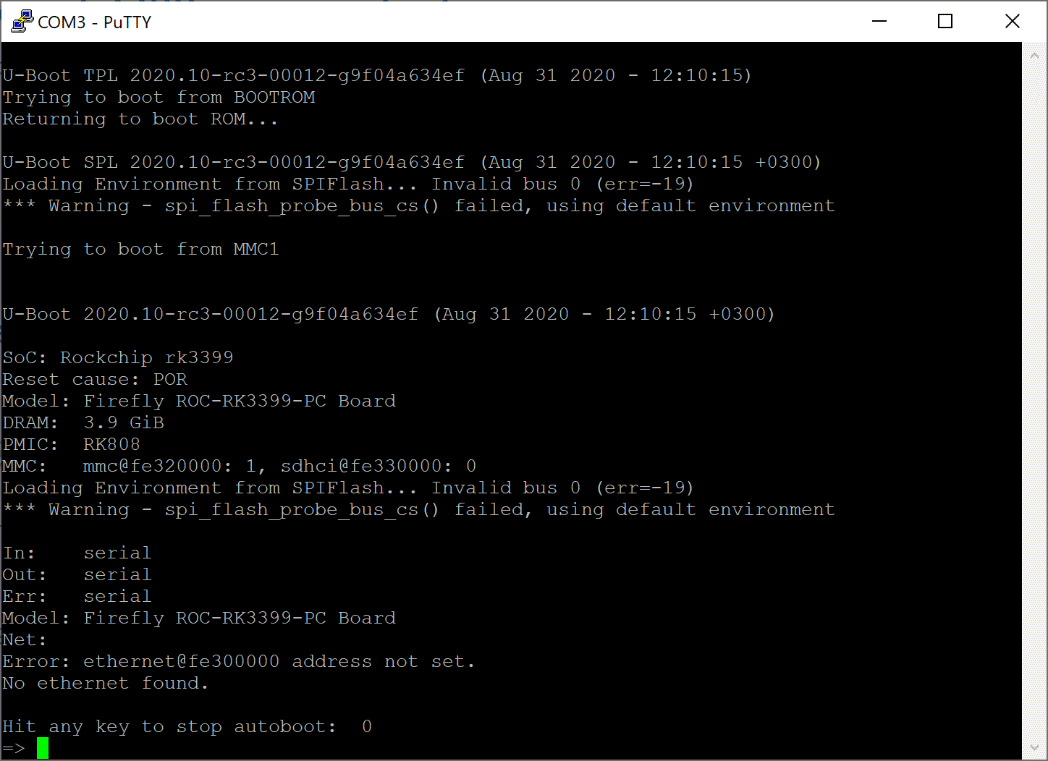 COM3 - PuTTY
U-Boot TPL 2020.10-rc3-00012-g9f04a634ef (Aug 31 2020 - 12:10:15)
Trying to boot from BOOTROM
Returning to boot ROM...
U-Boot SPL 2020.10-rc3-00012-g9f04a634ef (Aug 31 2020 - 12:10:15 +0300)
Loading Environment from SPIFlash... Invalid bus 0 (err=-19)
*** Warning - spi_flash_probe_bus_cs() failed, using default environment
Trying to boot from MMC1
U-Boot 2020.10-rc3-00012-g9f04a634ef (Aug 31 2020 - 12:10:15 +0300)
SoC: Rockchip rk3399
Reset cause: POR
Model: Firefly ROC-RK3399-PC Board
DRAM:  3.9 GiB
PMIC:  RK808
MMC:   mmc@fe320000: 1, sdhci@fe330000: 0
Loading Environment from SPIFlash... Invalid bus 0 (err=-19)
*** Warning - spi_flash_probe_bus_cs() failed, using default environment
In:    serial
Out:   serial
Err:   serial
Model: Firefly ROC-RK3399-PC Board
Net:
Error: ethernet@fe300000 address not set.
No ethernet found.
Hit any key to stop autoboot:  0
=>